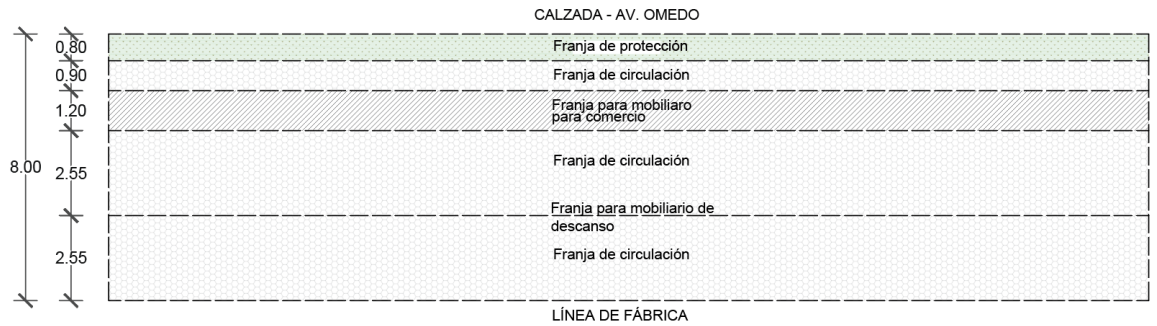 CALZADA - AV. OMEDO
0.80
Franja de protección
0.90
Franja de circulación
1.20
Franja para mobiliaro
para comercio
8.00
2.55
Franja de circulación
Franja para mobiliario de
descanso
2.55
Franja de circulación
LÍNEA DE FÁBRICA